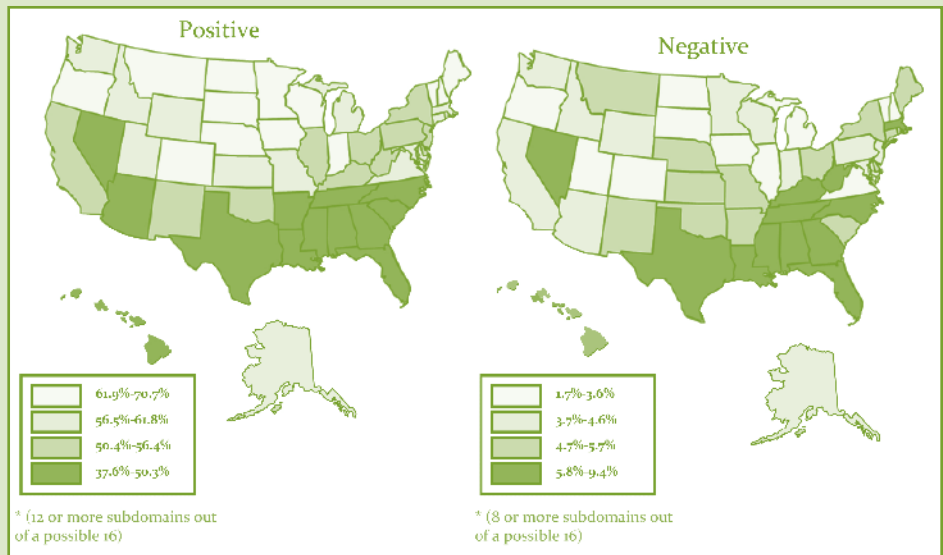 Positive
Negative
61.9%-70.7%
56.5%-61.8%
50.4%-56.4%
37.6%-50.3%
1.7%-3.6%
3.7%-4.6%
4.7%-5.7%
5.8%-9.4%
* (12 or more subdomains out
of a possible 16)
* (8 or more subdomains out
of a possible 16)